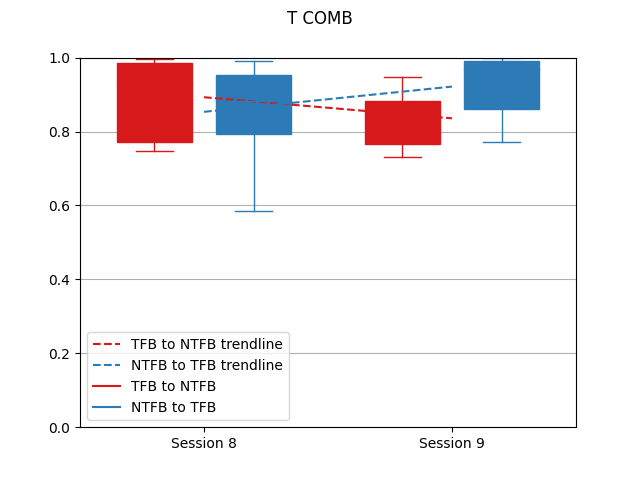 T COMB
1.0
0.8
0.6
0.4
0.2
0.0
TFB to NTFB trendline
NTFB to TFB trendline
TFB to NTFB
NTFB to TFB
Session 8
Session 9